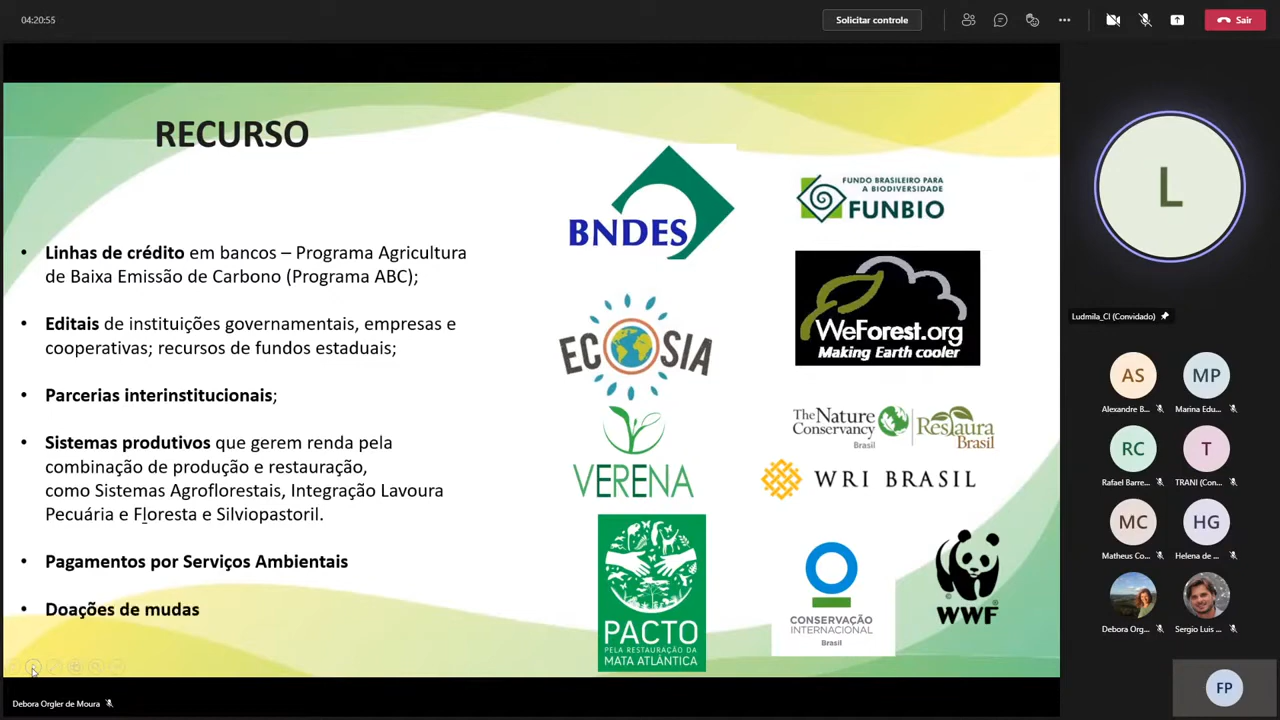 04:20:55
Solicitar controle
Sair
RECURSO
• Linhas de crédito em bancos – Programa Agricultura
de Baixa Emissão de Carbono (Programa ABC);
• Editais de instituições governamentais, empresas e
cooperativas; recursos de fundos estaduais;
• Parcerias interinstitucionais;
• Sistemas produtivos que gerem renda pela
combinação de produção e restauração,
como Sistemas Agroflorestais, Integração Lavoura
Pecuária e Floresta e Silviopastoril.
• Pagamentos por Serviços Ambientais
• Doações de mudas
BNDES
FUNDO BRASILEIRO PARA
A BIODIVERSIDADE
FUNBIO
ECOSIA
WeForest.org
Making Earth cooler
VERENA
The Nature
Conservancy
Brasil
Restaura
Brasil
WRI BRASIL
PACTO
PELA RESTAURAÇÃO DA
MATA ATLÂNTICA
CONSERVAÇÃO
INTERNACIONAL
Brasil
WWF
L
Ludmila_CI (Convidado)
AS
MP
Alexandre B...
Marina Edu...
RC
T
Rafael Barre...
TRANI (Con...
MC
HG
Matheus Co...
Helena de ...
Debora Org...
Sergio Luis ...
FP
Debora Orgler de Moura